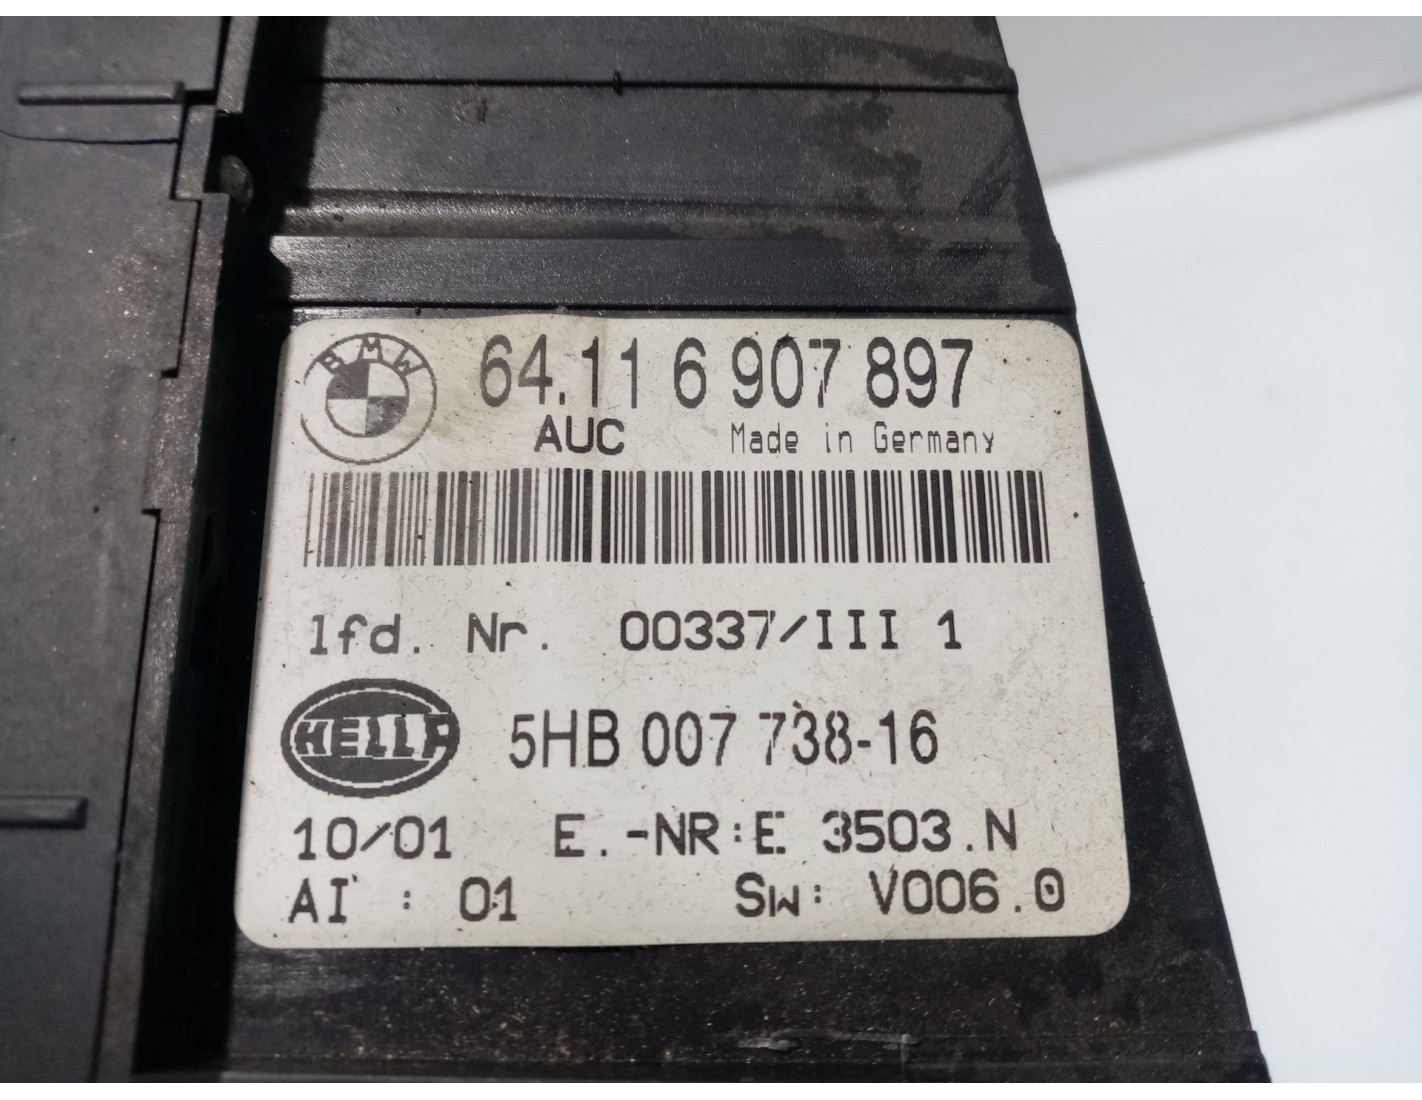 BMW
64.11 6 907 897
AUC Made in Germany
lfd. Nr. 00337/III 1
HELLA
5HB 007 738-16
10/01 E.-NR:E 3503.N
AI : 01 SW: V006.0